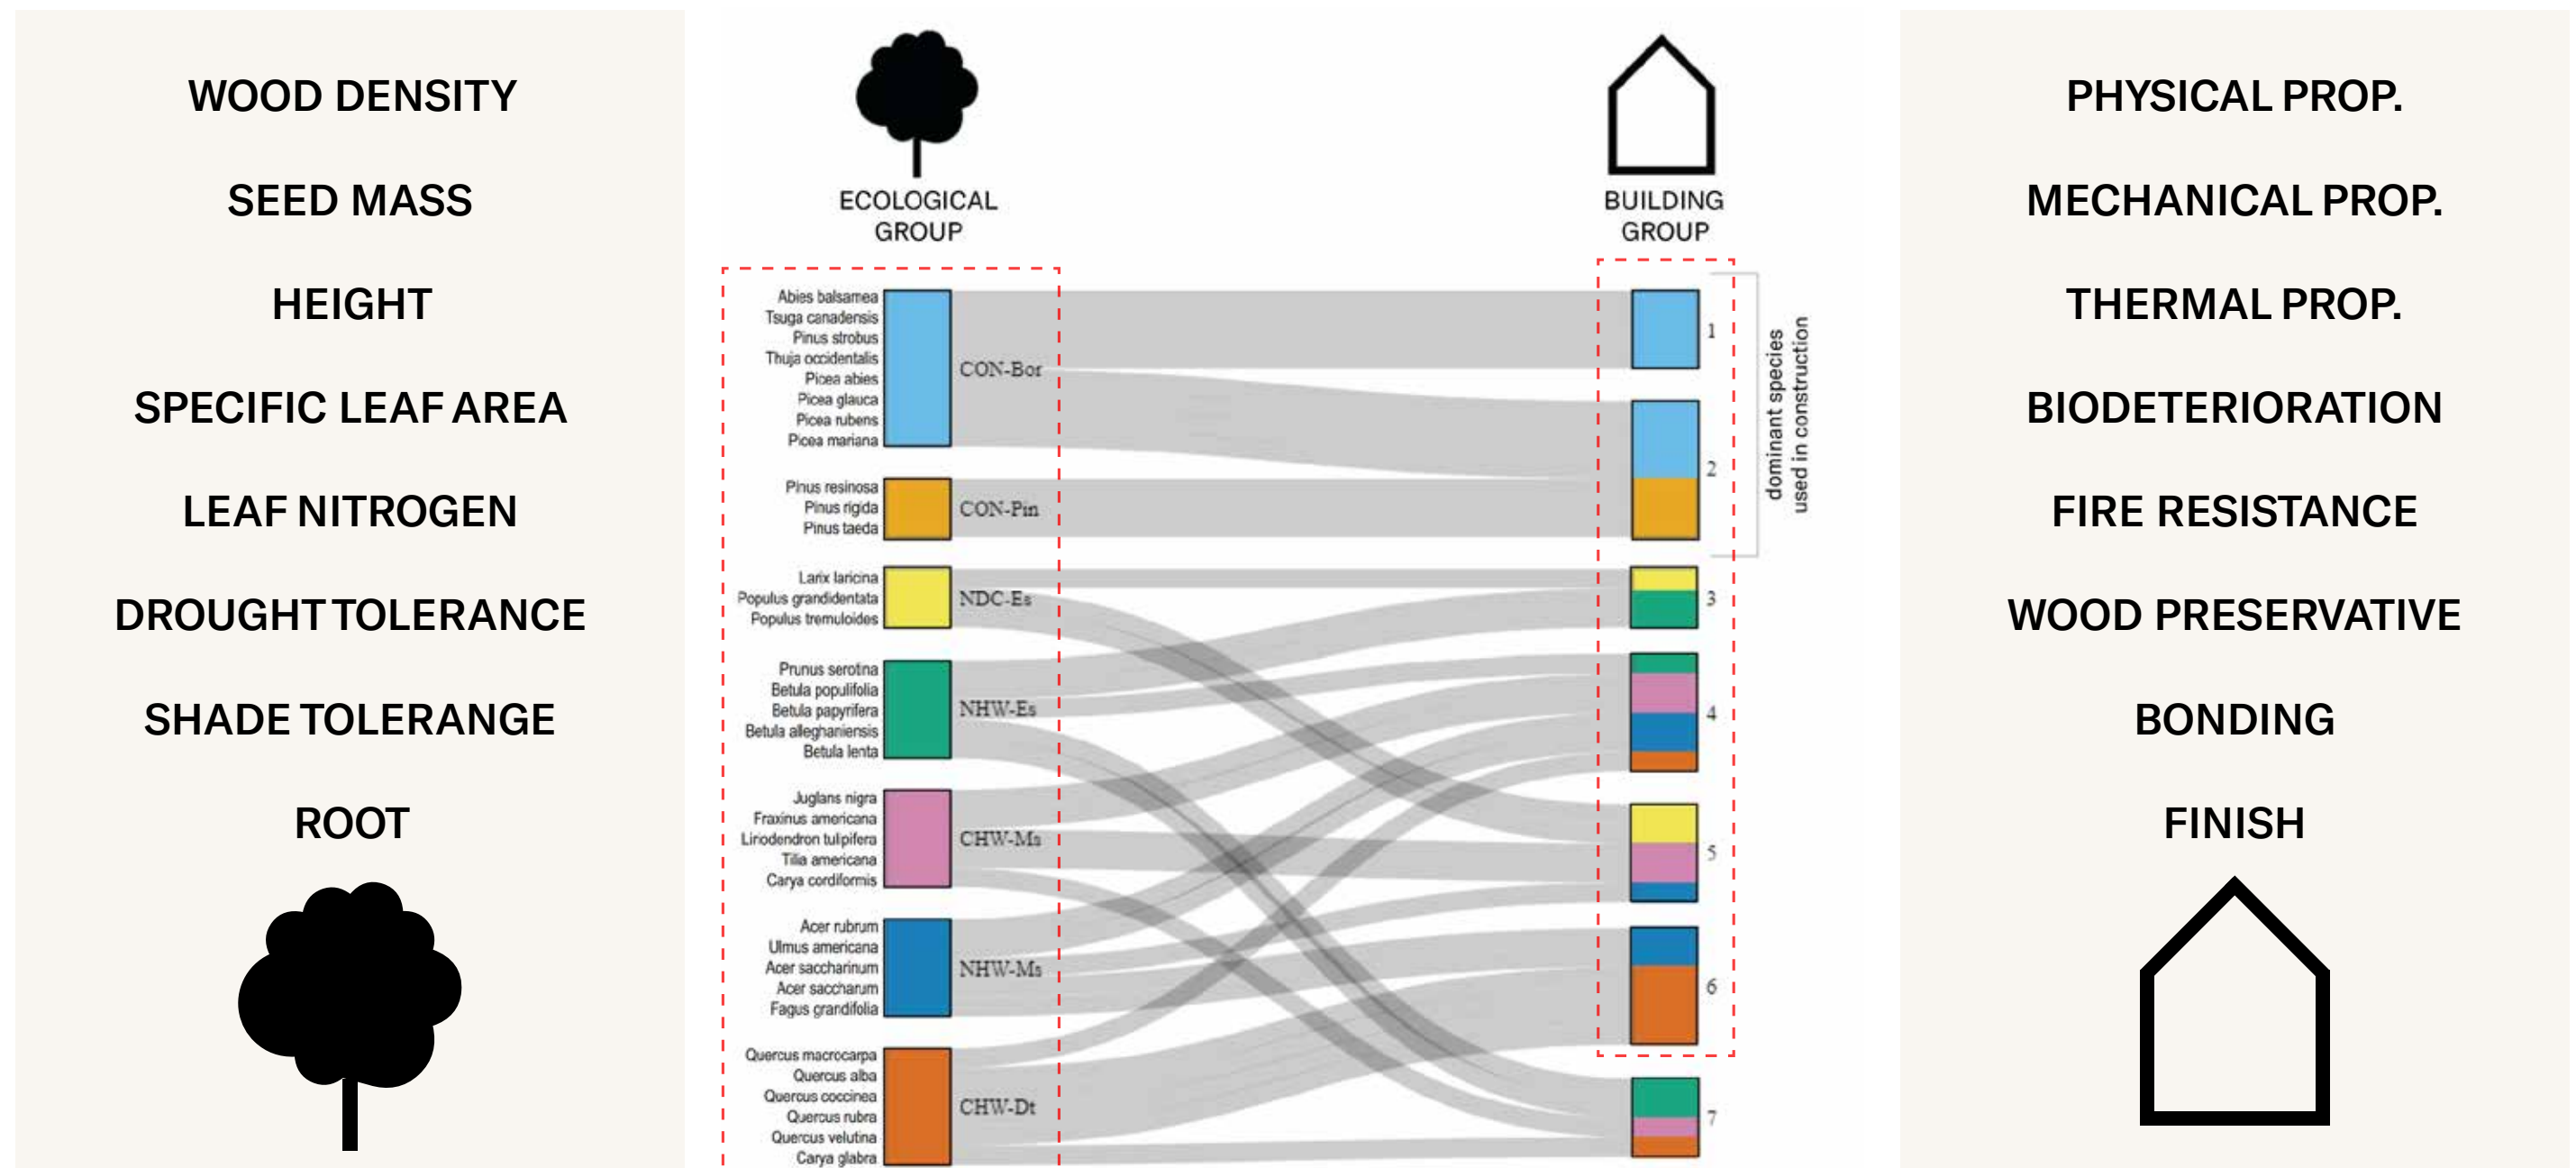 WOOD DENSITY
SEED MASS
HEIGHT
SPECIFIC LEAF AREA
LEAF NITROGEN
DROUGHT TOLERANCE
SHADE TOLERANGE
ROOT
ECOLOGICAL
GROUP
Abies balsamea
Tsuga canadensis
Pinus strobus
Thuja occidentalis
Picea abies
Picea glauca
Picea rubens
Picea mariana
CON-Bor
Pinus resinosa
Pinus rigida
Pinus taeda
CON-Pin
Larix laricina
Populus grandidentata
Populus tremuloides
NDC-Es
Prunus serotina
Betula populifolia
Betula papyrifera
Betula alleghaniensis
Betula lenta
NHW-Es
Juglans nigra
Fraxinus americana
Liriodendron tulipifera
Tilia americana
Carya cordiformis
CHW-Ms
Acer rubrum
Ulmus americana
Acer saccharinum
Acer saccharum
Fagus grandifolia
NHW-Ms
Quercus macrocarpa
Quercus alba
Quercus coccinea
Quercus rubra
Quercus velutina
Carya glabra
CHW-Dt
BUILDING
GROUP
1
2
3
4
5
6
7
dominant species
used in construction
PHYSICAL PROP.
MECHANICAL PROP.
THERMAL PROP.
BIODETERIORATION
FIRE RESISTANCE
WOOD PRESERVATIVE
BONDING
FINISH